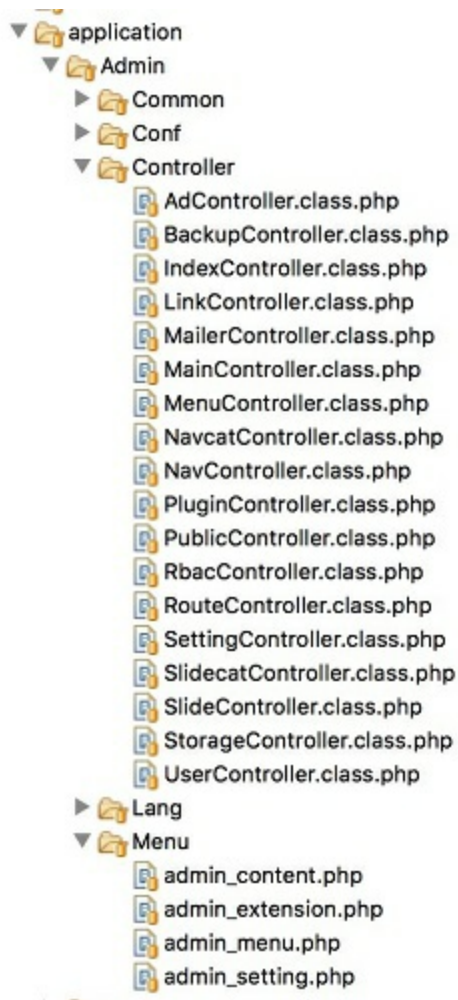 application
Admin
Common
Conf
Controller
AdController.class.php
BackupController.class.php
IndexController.class.php
LinkController.class.php
MailerController.class.php
MainController.class.php
MenuController.class.php
NavcatController.class.php
NavController.class.php
PluginController.class.php
PublicController.class.php
RbacController.class.php
RouteController.class.php
SettingController.class.php
SlidecatController.class.php
SlideController.class.php
StorageController.class.php
UserController.class.php
Lang
Menu
admin_content.php
admin_extension.php
admin_menu.php
admin_setting.php